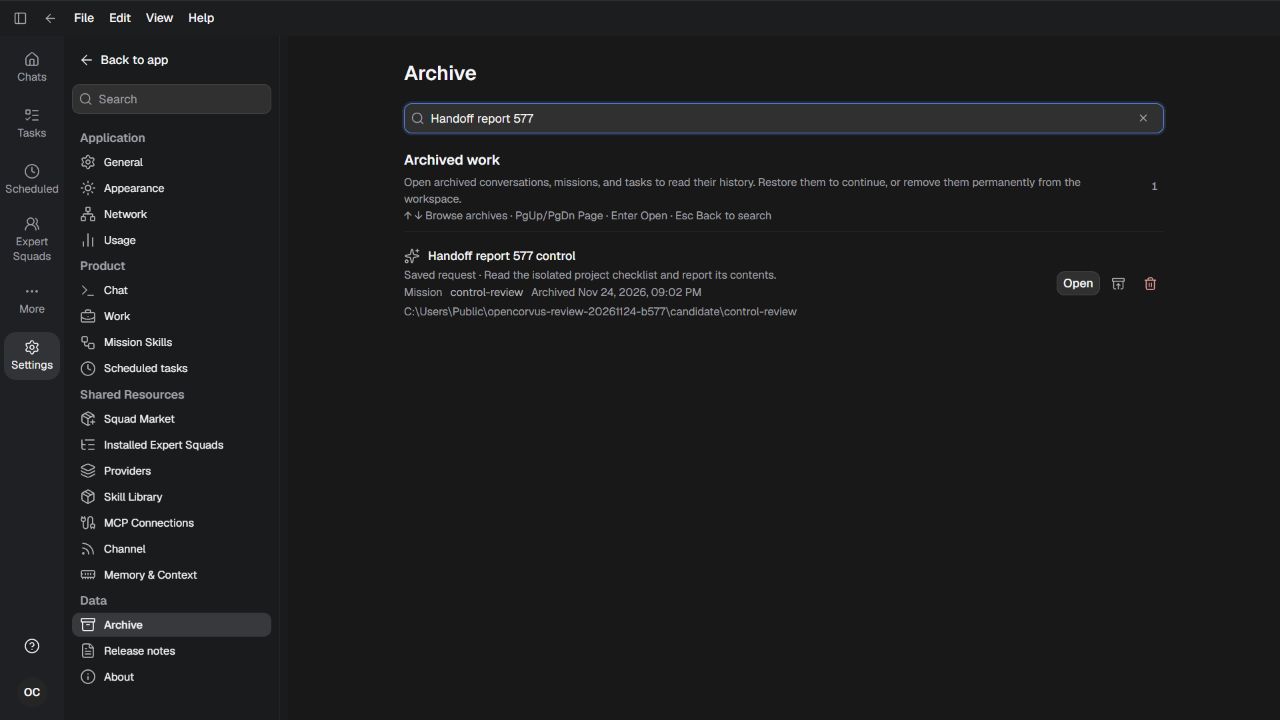 File Edit View Help
Chats
Tasks
Scheduled
Expert
Squads
More
Settings
OC
Back to app
Search
Application
General
Appearance
Network
Usage
Product
Chat
Work
Mission Skills
Scheduled tasks
Shared Resources
Squad Market
Installed Expert Squads
Providers
Skill Library
MCP Connections
Channel
Memory & Context
Data
Archive
Release notes
About
Archive
Handoff report 577
Archived work
Open archived conversations, missions, and tasks to read their history. Restore them to continue, or remove them permanently from the
workspace.
1
↑↓ Browse archives · PgUp/PgDn Page · Enter Open · Esc Back to search
Handoff report 577 control
Saved request · Read the isolated project checklist and report its contents.
Mission control-review Archived Nov 24, 2026, 09:02 PM
C:\Users\Public\opencorvus-review-20261124-b577\candidate\control-review
Open